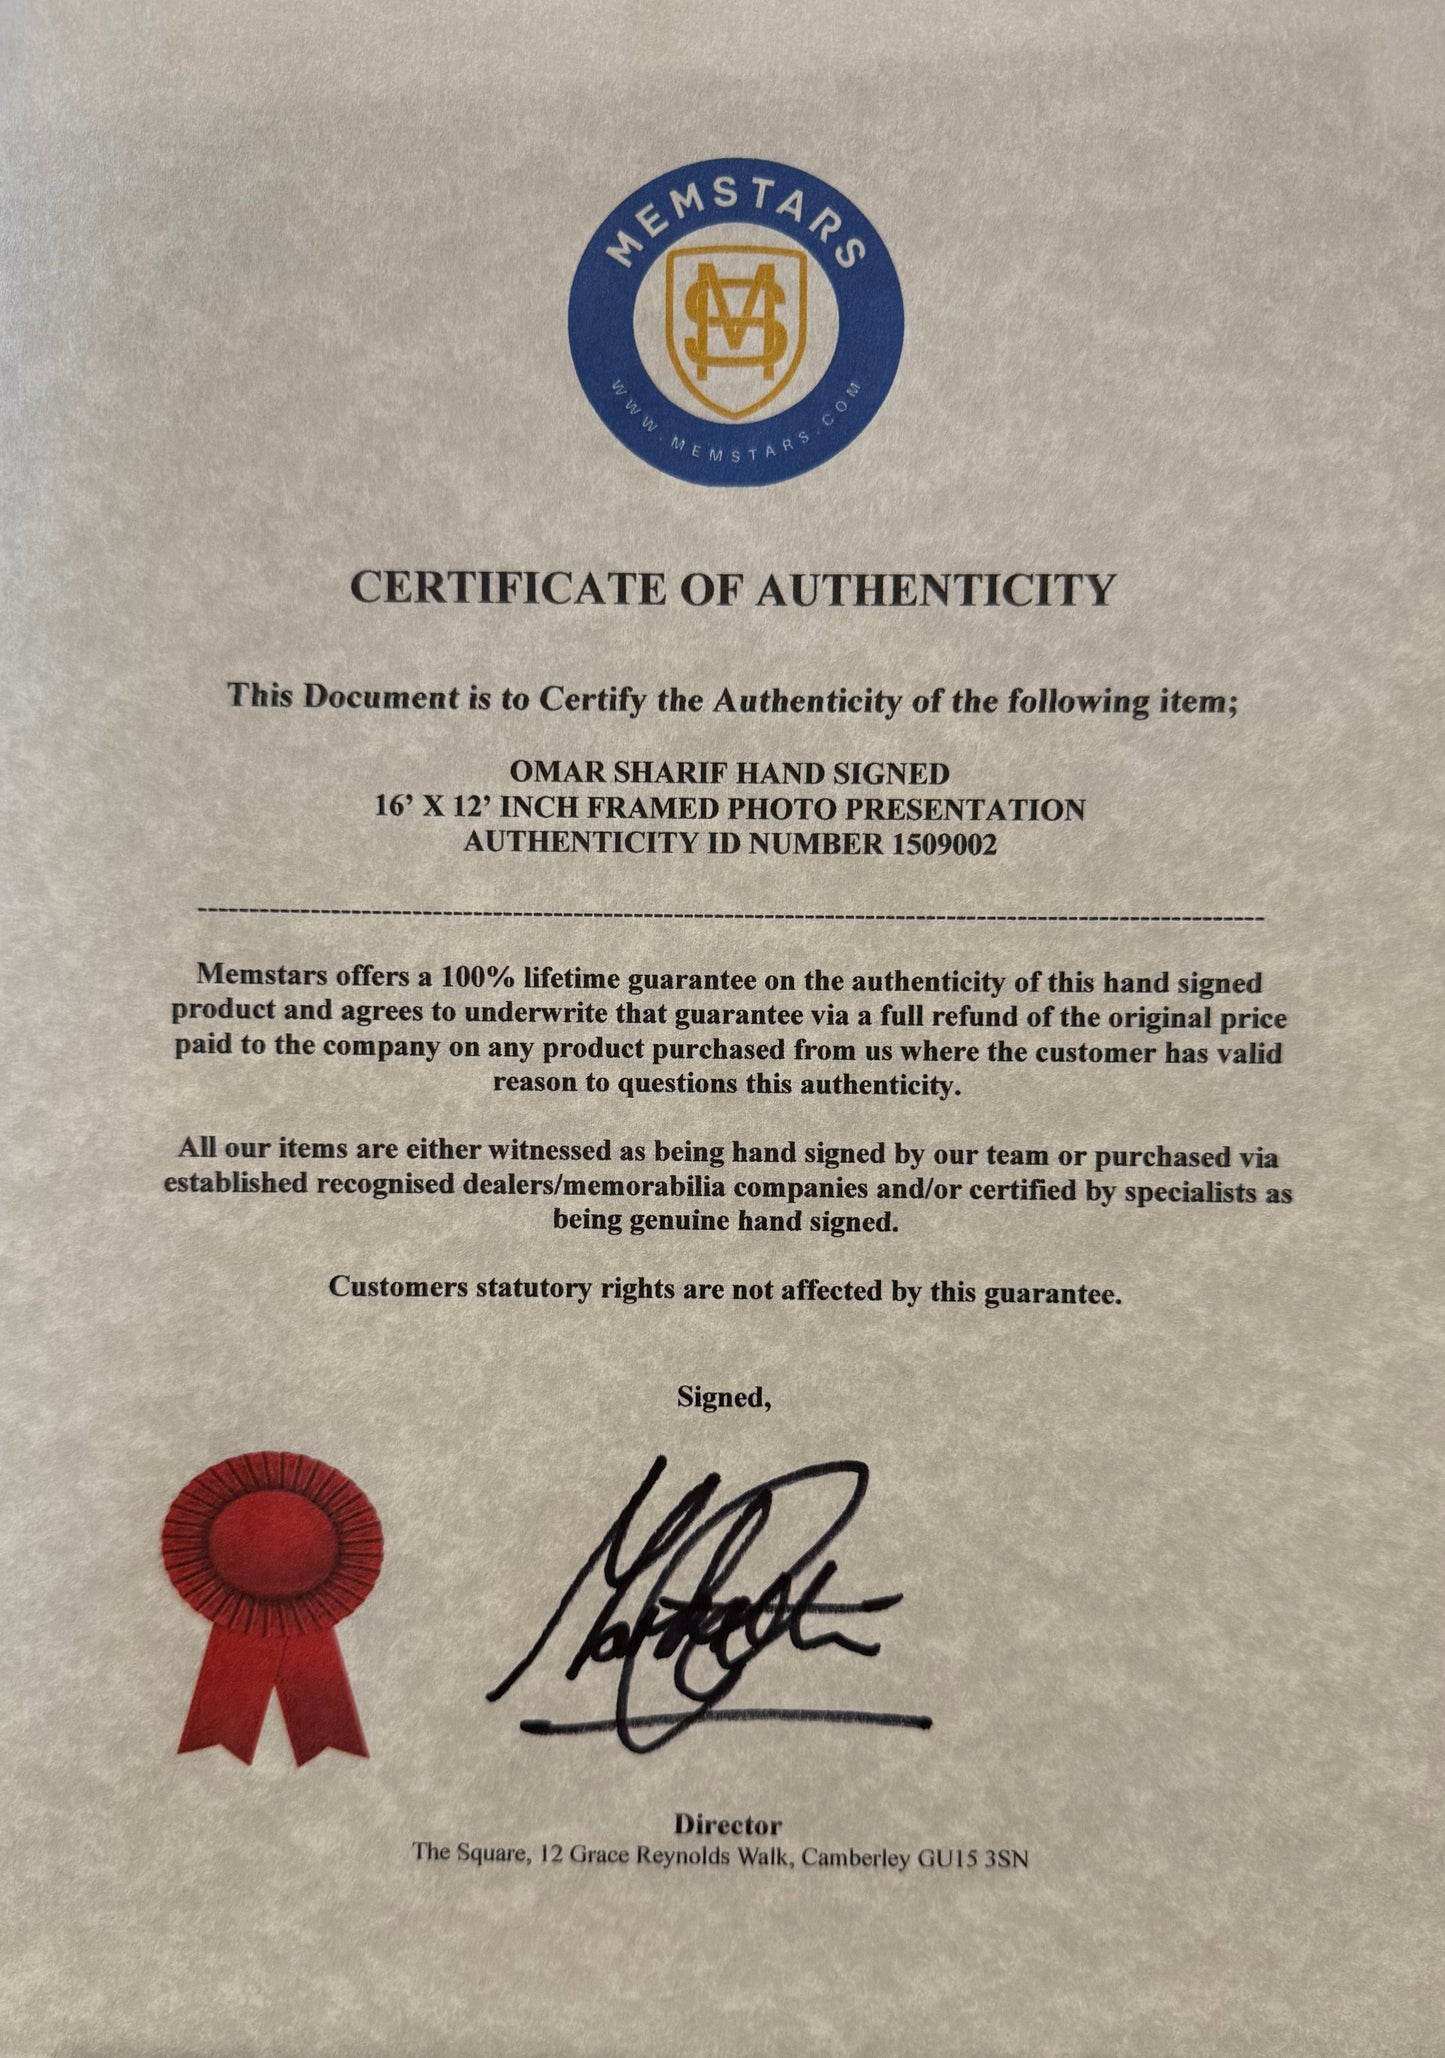 MEMSTARS
MS
WWW.MEMSTARS.COM
CERTIFICATE OF AUTHENTICITY
This Document is to Certify the Authenticity of the following item;
OMAR SHARIF HAND SIGNED
16’ X 12’ INCH FRAMED PHOTO PRESENTATION
AUTHENTICITY ID NUMBER 1509002
Memstars offers a 100% lifetime guarantee on the authenticity of this hand signed
product and agrees to underwrite that guarantee via a full refund of the original price
paid to the company on any product purchased from us where the customer has valid
reason to questions this authenticity.
All our items are either witnessed as being hand signed by our team or purchased via
established recognised dealers/memorabilia companies and/or certified by specialists as
being genuine hand signed.
Customers statutory rights are not affected by this guarantee.
Signed,
Director
The Square, 12 Grace Reynolds Walk, Camberley GU15 3SN